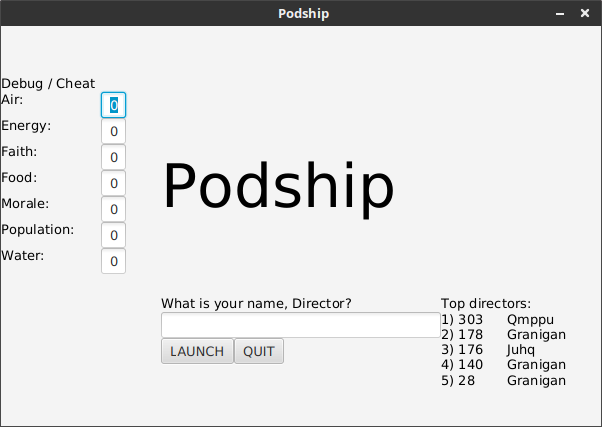 Podship
Debug / Cheat
Air: 0
Energy: 0
Faith: 0
Food: 0
Morale: 0
Population: 0
Water: 0
Podship
What is your name, Director?
LAUNCH QUIT
Top directors:
1) 303 Qmppu
2) 178 Granigan
3) 176 Juhq
4) 140 Granigan
5) 28 Granigan